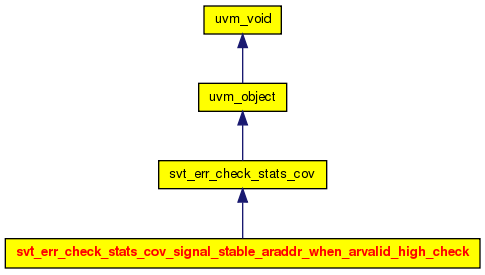 uvm_void
uvm_object
svt_err_check_stats_cov
svt_err_check_stats_cov_signal_stable_araddr_when_arvalid_high_check